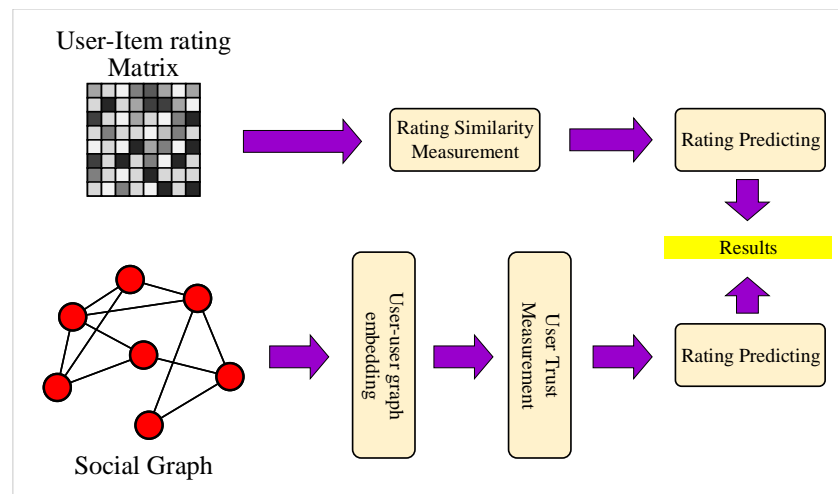 User-Item rating
Matrix
Rating Similarity
Measurement
Rating Predicting
Results
User-user graph
embedding
User Trust
Measurement
Rating Predicting
Social Graph